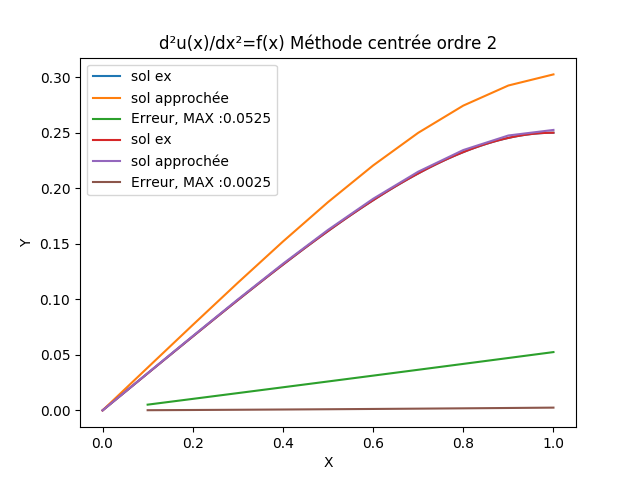 d²u(x)/dx²=f(x) Méthode centrée ordre 2
sol ex
sol approchée
Erreur, MAX :0.0525
sol ex
sol approchée
Erreur, MAX :0.0025
0.30
0.25
0.20
0.15
0.10
0.05
0.00
Y
0.0 0.2 0.4 0.6 0.8 1.0
X